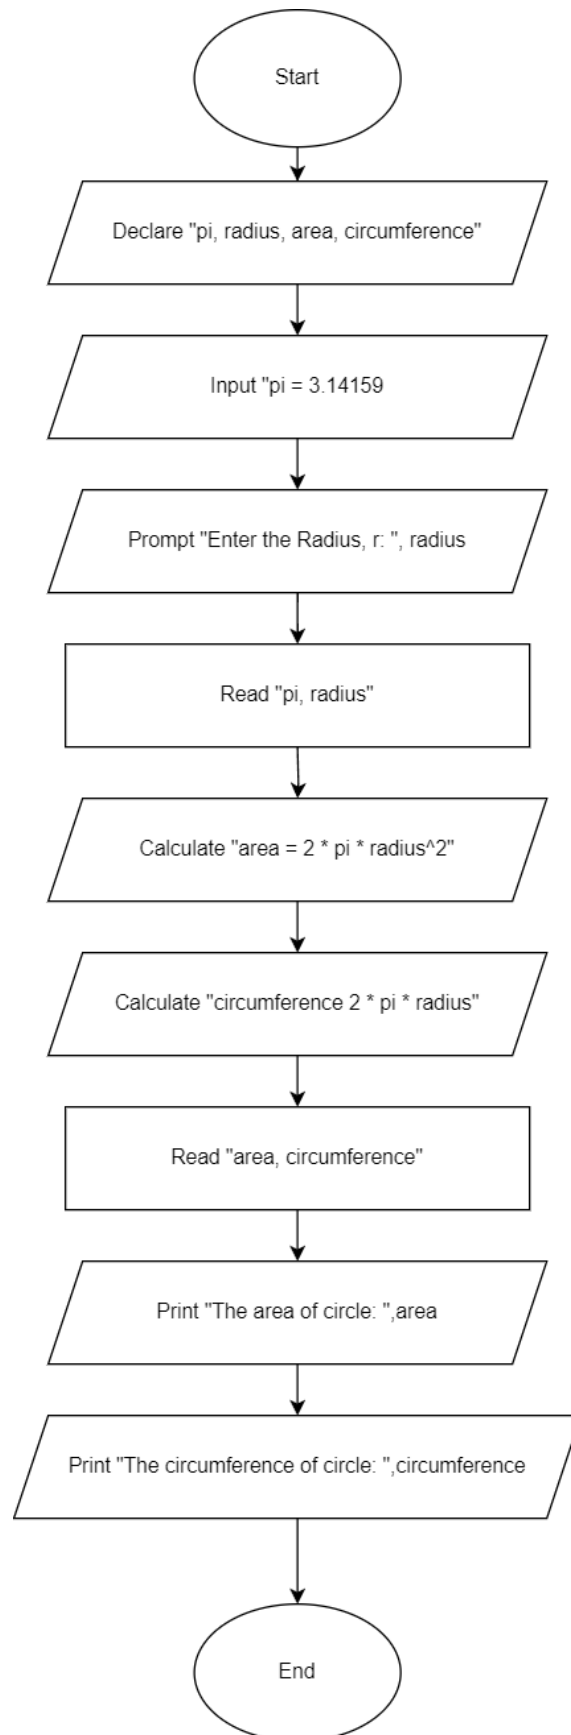 Start
Declare "pi, radius, area, circumference"
Input "pi = 3.14159
Prompt "Enter the Radius, r: ", radius
Read "pi, radius"
Calculate "area = 2 * pi * radius^2"
Calculate "circumference 2 * pi * radius"
Read "area, circumference"
Print "The area of circle: ",area
Print "The circumference of circle: ",circumference
End